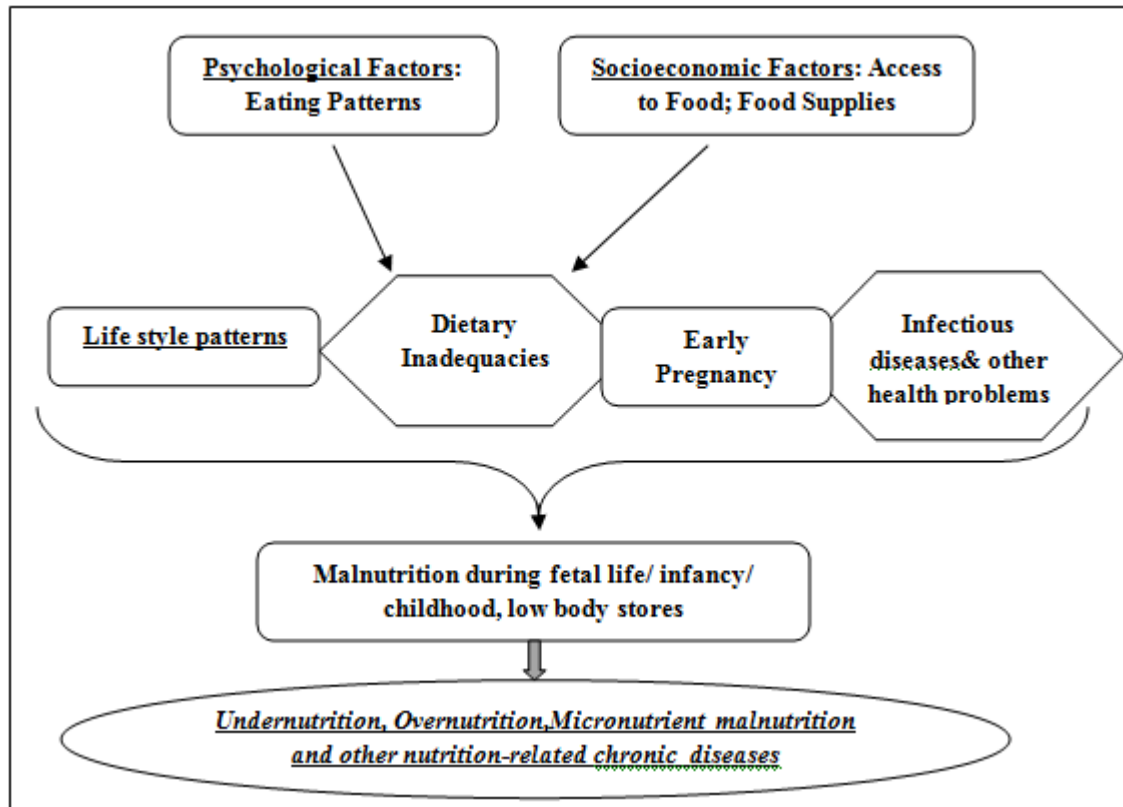 Psychological Factors:
Eating Patterns
Socioeconomic Factors: Access
to Food; Food Supplies
Life style patterns
Dietary
Inadequacies
Early
Pregnancy
Infectious
diseases& other
health problems
Malnutrition during fetal life/ infancy/
childhood, low body stores
Undernutrition, Overnutrition,Micronutrient malnutrition
and other nutrition-related chronic diseases